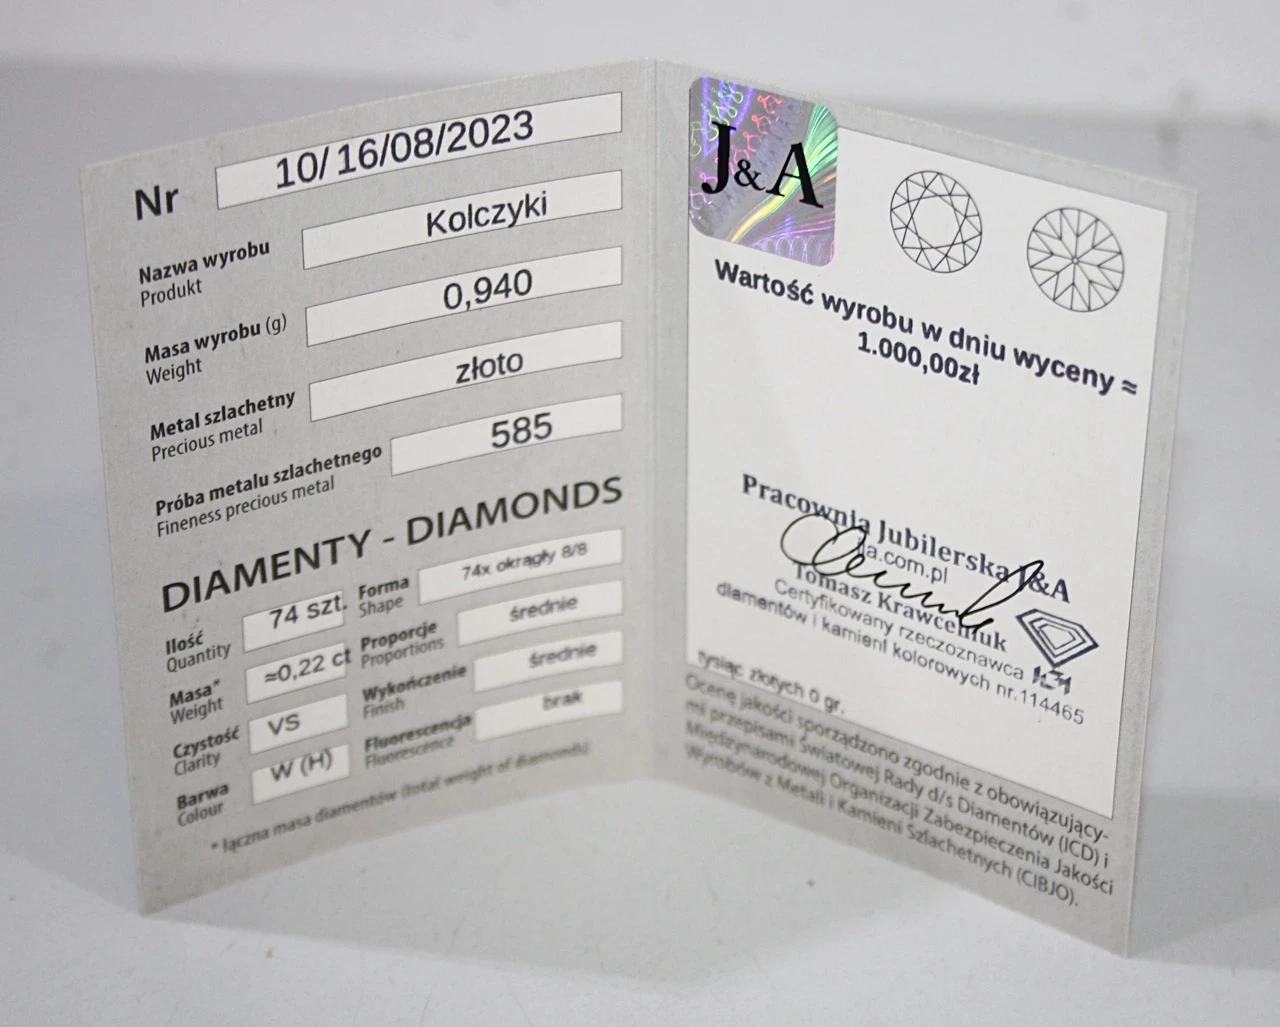 Nr 10/ 16/08/2023
Nazwa wyrobu Kolczyki
Produkt
Masa wyrobu (g) 0,940
Weight
Metal szlachetny złoto
Precious metal
Próba metalu szlachetnego 585
Fineness precious metal
DIAMENTY - DIAMONDS
Ilość 74 szt.
Quantity
Forma 74x okrągły 8/8
Shape
Masa* ≈0,22 ct
Weight
Proporcje średnie
Proportions
Czystość VS
Clarity
Wykończenie średnie
Finish
Barwa W (H)
Colour
Fluorescencja brak
Fluorescence
* łączna masa diamentów (total weight of diamonds)
J&A
Wartość wyrobu w dniu wyceny ≈
1.000,00zł
Pracownia Jubilerska J&A
ja.com.pl
Tomasz Krawczeniuk
Certyfikowany rzeczoznawca
diamentów i kamieni kolorowych nr.114465
tysiąc złotych 0 gr.
Ocenę jakości sporządzono zgodnie z obowiązujący-
mi przepisami Światowej Rady d/s Diamentów (ICD) i
Międzynarodowej Organizacji Zabezpieczenia Jakości
Wyrobów z Metali i Kamieni Szlachetnych (CIBJO).